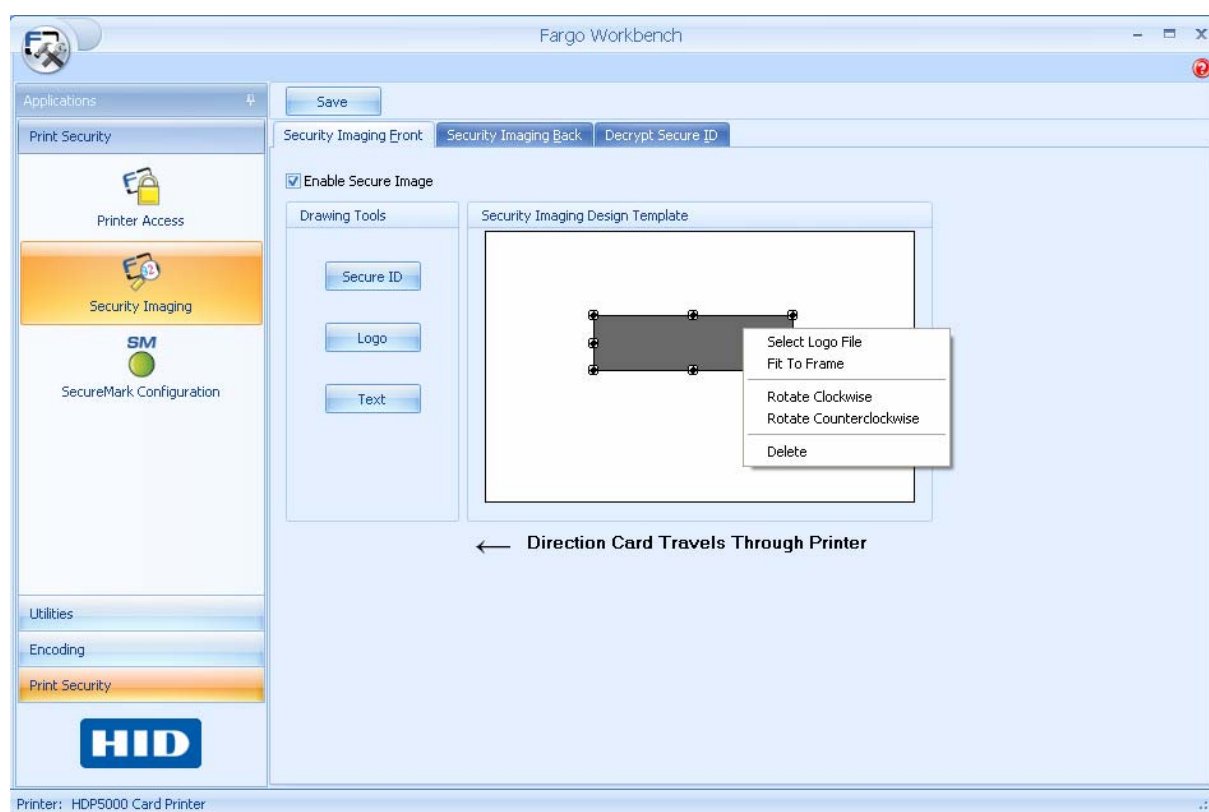 Fargo Workbench
Applications
Save
Print Security
Security Imaging Front
Security Imaging Back
Decrypt Secure ID
Enable Secure Image
Printer Access
Drawing Tools
Security Imaging Design Template
Secure ID
Security Imaging
Logo
Select Logo File
Fit To Frame
SM
SecureMark Configuration
Text
Rotate Clockwise
Rotate Counterclockwise
Delete
← Direction Card Travels Through Printer
Utilities
Encoding
Print Security
HID
Printer: HDP5000 Card Printer